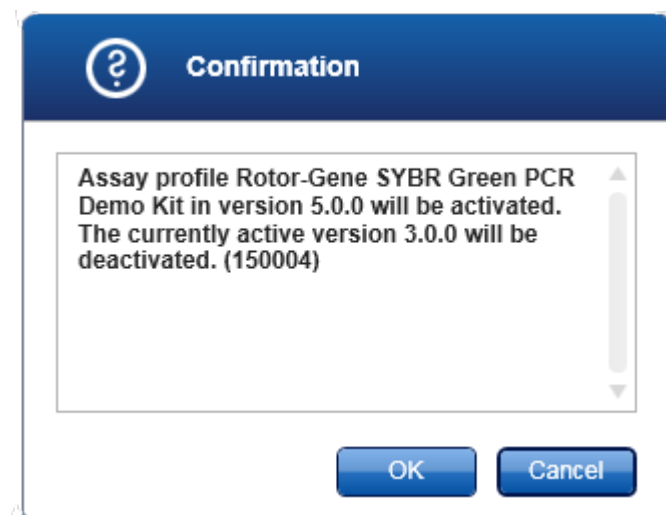 Confirmation
Assay profile Rotor-Gene SYBR Green PCR
Demo Kit in version 5.0.0 will be activated.
The currently active version 3.0.0 will be
deactivated. (150004)
OK
Cancel